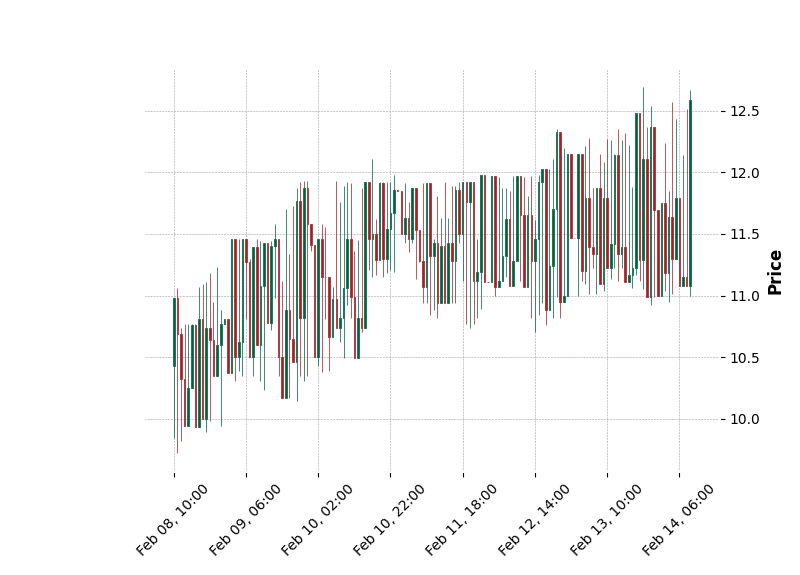 12.5
12.0
11.5
11.0
10.5
10.0
Price
Feb 08, 10:00
Feb 09, 06:00
Feb 10, 02:00
Feb 10, 22:00
Feb 11, 18:00
Feb 12, 14:00
Feb 13, 10:00
Feb 14, 06:00